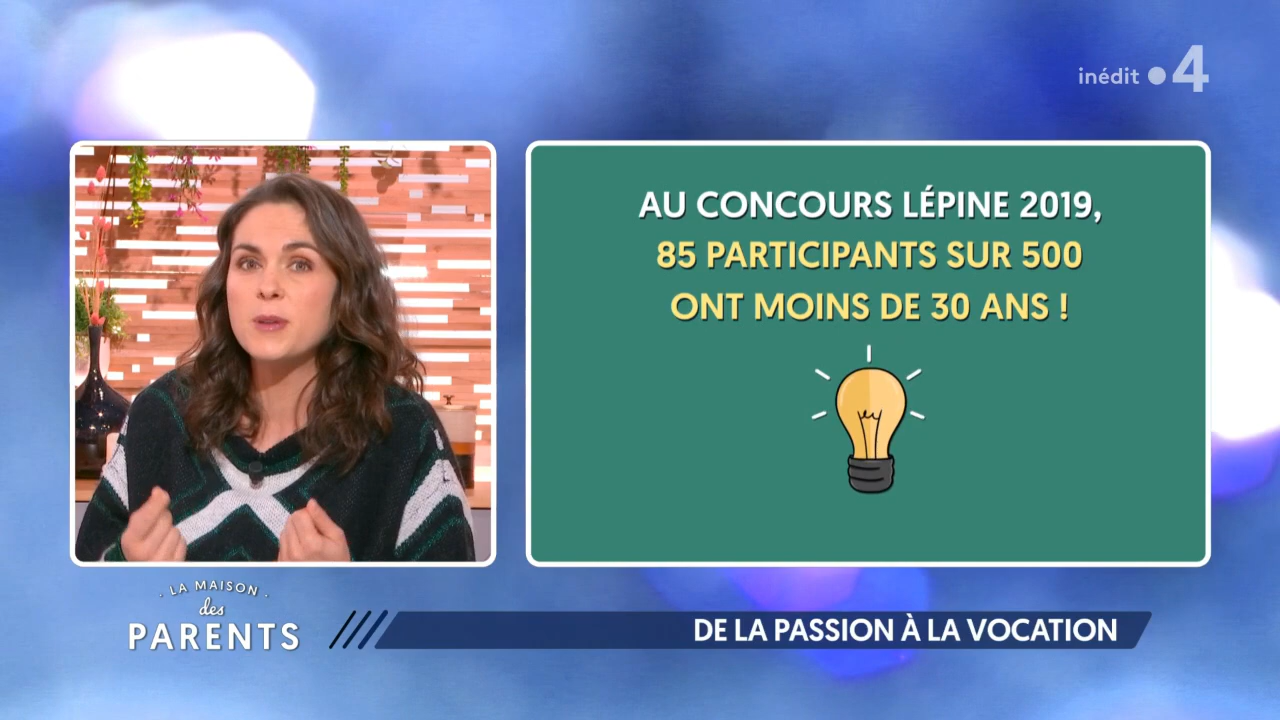 inédit 4
AU CONCOURS LÉPINE 2019,
85 PARTICIPANTS SUR 500
ONT MOINS DE 30 ANS !
· LA MAISON ·
des
PARENTS
DE LA PASSION À LA VOCATION